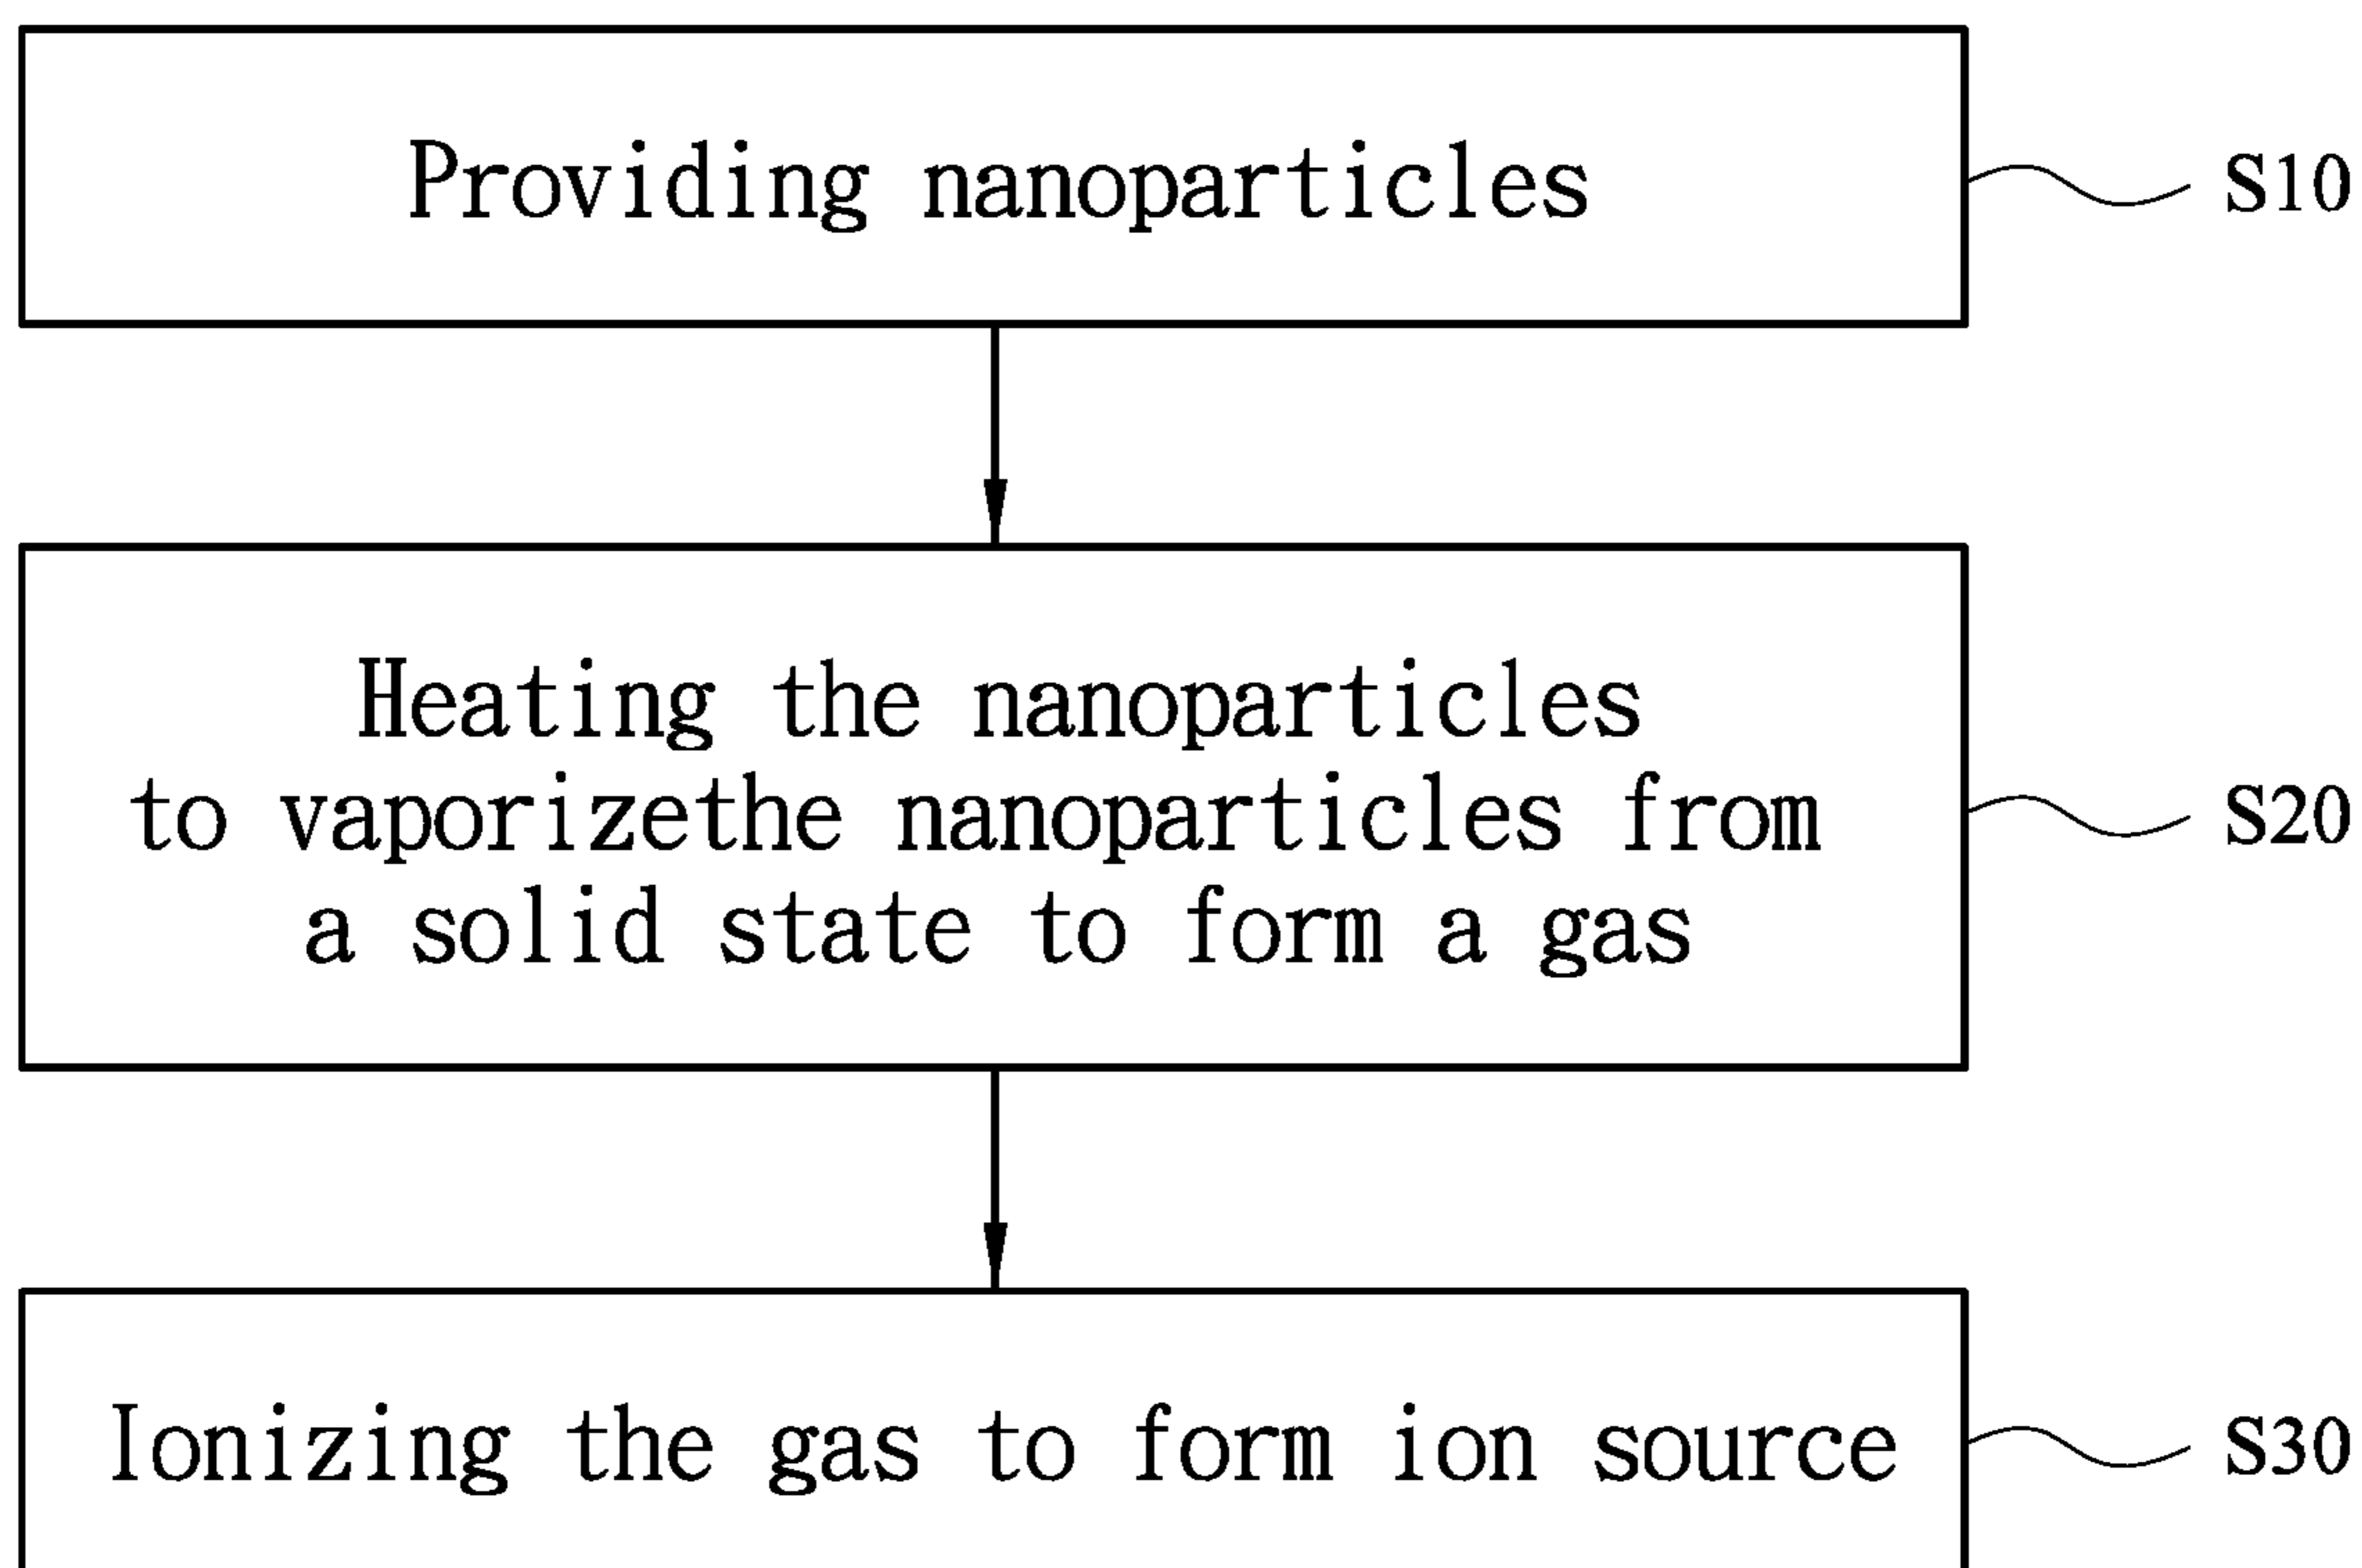 Providing nanoparticles
S10
Heating the nanoparticles
to vaporizethe nanoparticles from
S20
a solid state to form a gas
Ionizing the gas to form ion source
S30